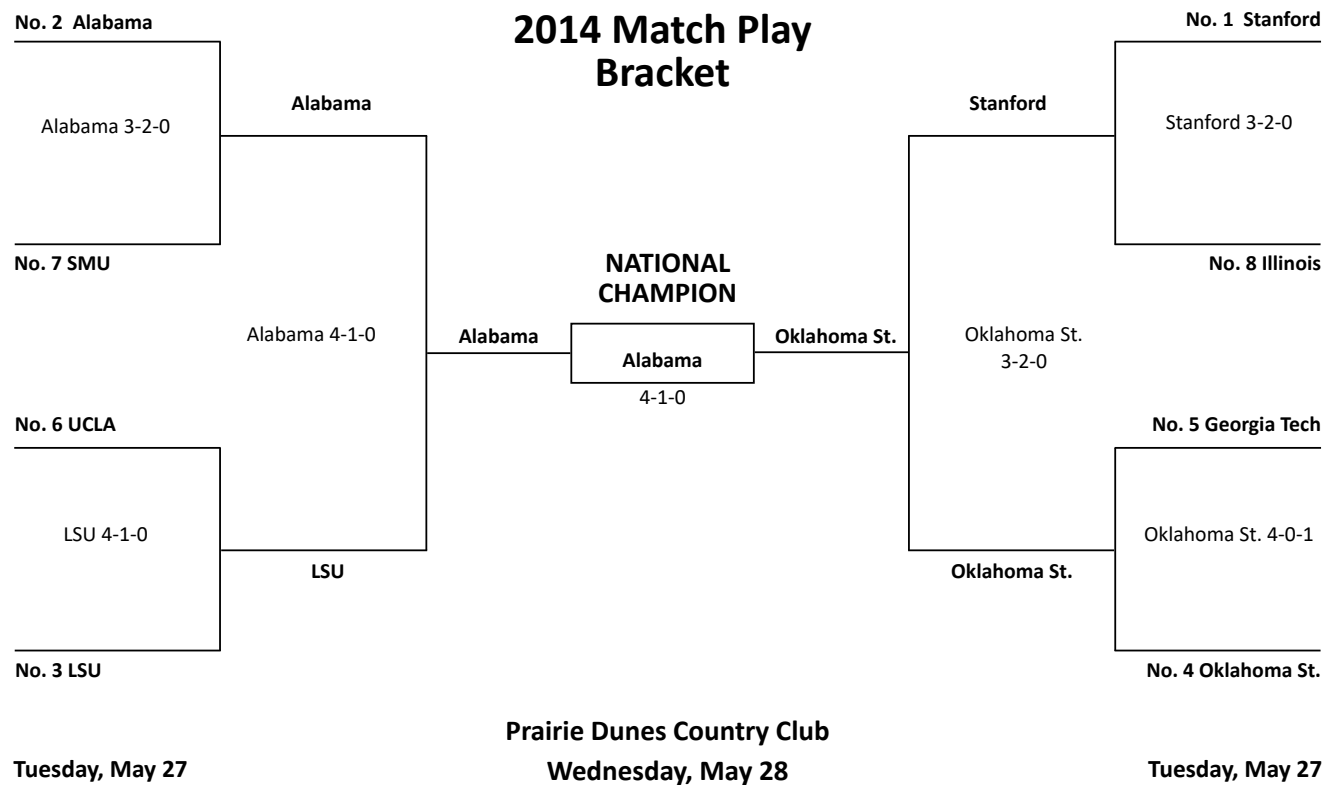 2014 Match Play
Bracket
No. 2  Alabama
Alabama 3-2-0
No. 7 SMU
Alabama
Alabama 4-1-0
No. 6 UCLA
LSU 4-1-0
No. 3 LSU
LSU
Alabama
NATIONAL
CHAMPION
Alabama
4-1-0
Oklahoma St.
Stanford
Oklahoma St.
3-2-0
Oklahoma St.
No. 1  Stanford
Stanford 3-2-0
No. 8 Illinois
No. 5 Georgia Tech
Oklahoma St. 4-0-1
No. 4 Oklahoma St.
Prairie Dunes Country Club
Tuesday, May 27
Wednesday, May 28
Tuesday, May 27